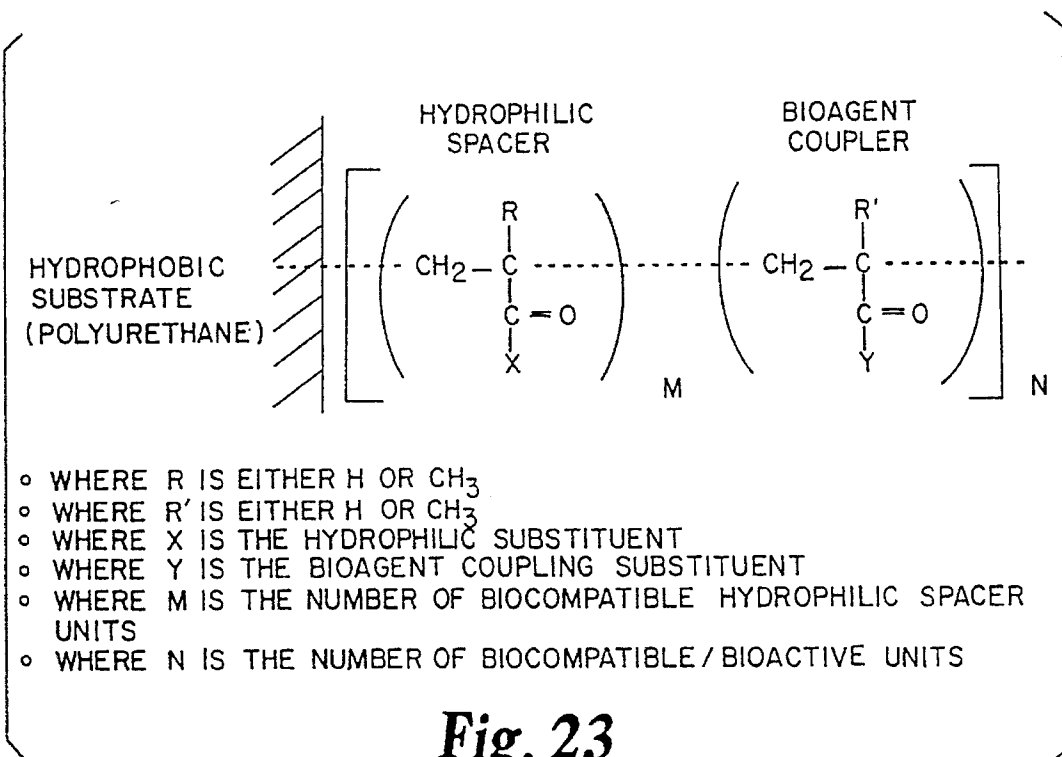 HYDROPHILIC
SPACER
BIOAGENT
COUPLER
HYDROPHOBIC
SUBSTRATE
(POLYURETHANE)
R
CH2—C
C=O
X
M
R'
CH2—C
C=O
Y
N
∘ WHERE R IS EITHER H OR CH3
∘ WHERE R' IS EITHER H OR CH3
∘ WHERE X IS THE HYDROPHILIC SUBSTITUENT
∘ WHERE Y IS THE BIOAGENT COUPLING SUBSTITUENT
∘ WHERE M IS THE NUMBER OF BIOCOMPATIBLE HYDROPHILIC SPACER
UNITS
∘ WHERE N IS THE NUMBER OF BIOCOMPATIBLE/BIOACTIVE UNITS
Fig. 23